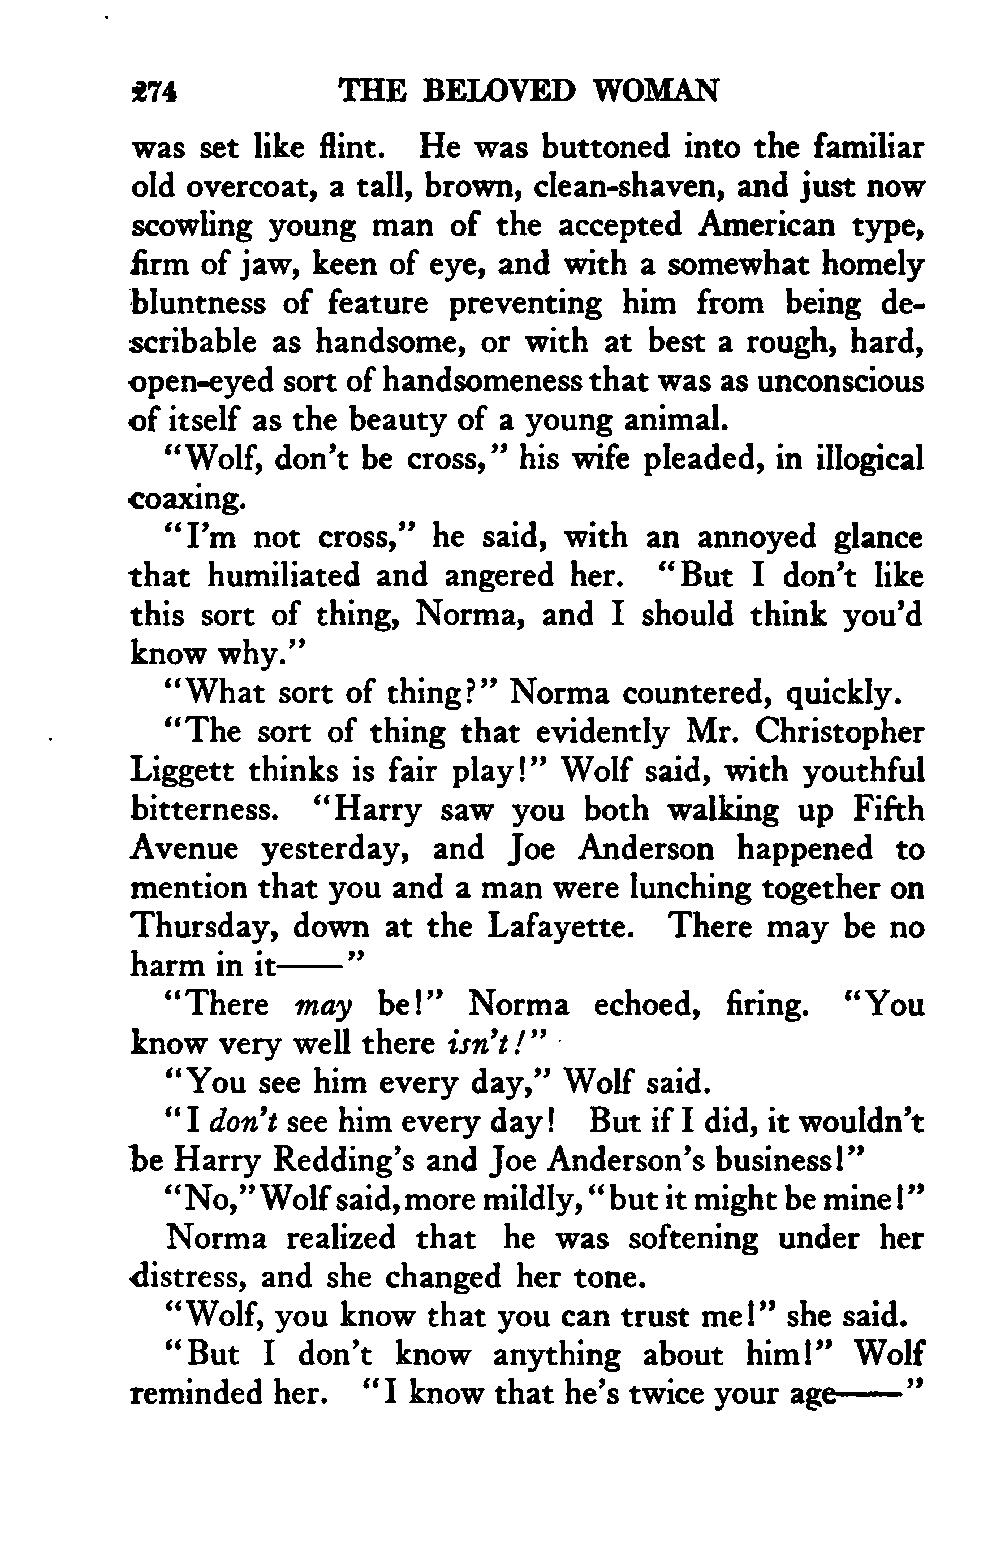 274 THE BELOVED WOMAN
was set like flint. He was buttoned into the familiar
old overcoat, a tall, brown, clean-shaven, and just now
scowling young man of the accepted American type,
firm of jaw, keen of eye, and with a somewhat homely
bluntness of feature preventing him from being de-
scribable as handsome, or with at best a rough, hard,
open-eyed sort of handsomeness that was as unconscious
of itself as the beauty of a young animal.
"Wolf, don't be cross," his wife pleaded, in illogical
coaxing.
"I'm not cross," he said, with an annoyed glance
that humiliated and angered her. "But I don't like
this sort of thing, Norma, and I should think you'd
know why."
"What sort of thing?" Norma countered, quickly.
"The sort of thing that evidently Mr. Christopher
Liggett thinks is fair play!" Wolf said, with youthful
bitterness. "Harry saw you both walking up Fifth
Avenue yesterday, and Joe Anderson happened to
mention that you and a man were lunching together on
Thursday, down at the Lafayette. There may be no
harm in it——"
"There may be!" Norma echoed, firing. "You
know very well there isn't!"
"You see him every day," Wolf said.
"I don't see him every day! But if I did, it wouldn't
be Harry Redding's and Joe Anderson's business!"
"No," Wolf said, more mildly, "but it might be mine!"
Norma realized that he was softening under her
distress, and she changed her tone.
"Wolf, you know that you can trust me!" she said.
"But I don't know anything about him!" Wolf
reminded her. "I know that he's twice your age——"